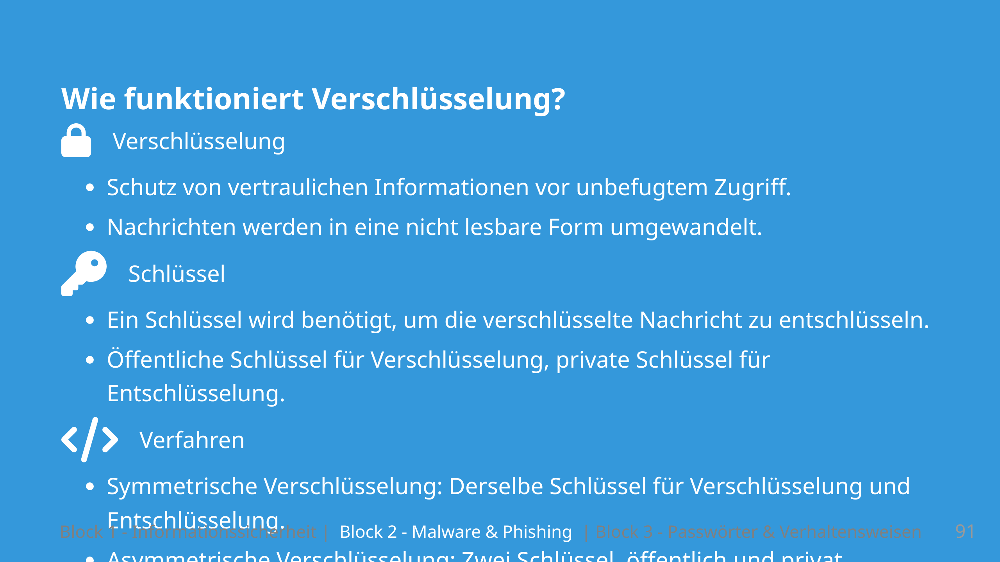 Wie funktioniert Verschlüsselung?
Verschlüsselung
• Schutz von vertraulichen Informationen vor unbefugtem Zugriff.
• Nachrichten werden in eine nicht lesbare Form umgewandelt.
Schlüssel
• Ein Schlüssel wird benötigt, um die verschlüsselte Nachricht zu entschlüsseln.
• Öffentliche Schlüssel für Verschlüsselung, private Schlüssel für
Entschlüsselung.
Verfahren
• Symmetrische Verschlüsselung: Derselbe Schlüssel für Verschlüsselung und
Entschlüsselung.
Block 1 - Informationssicherheit | Block 2 - Malware & Phishing | Block 3 - Passwörter & Verhaltensweisen 91
• Asymmetrische Verschlüsselung: Zwei Schlüssel, öffentlich und privat